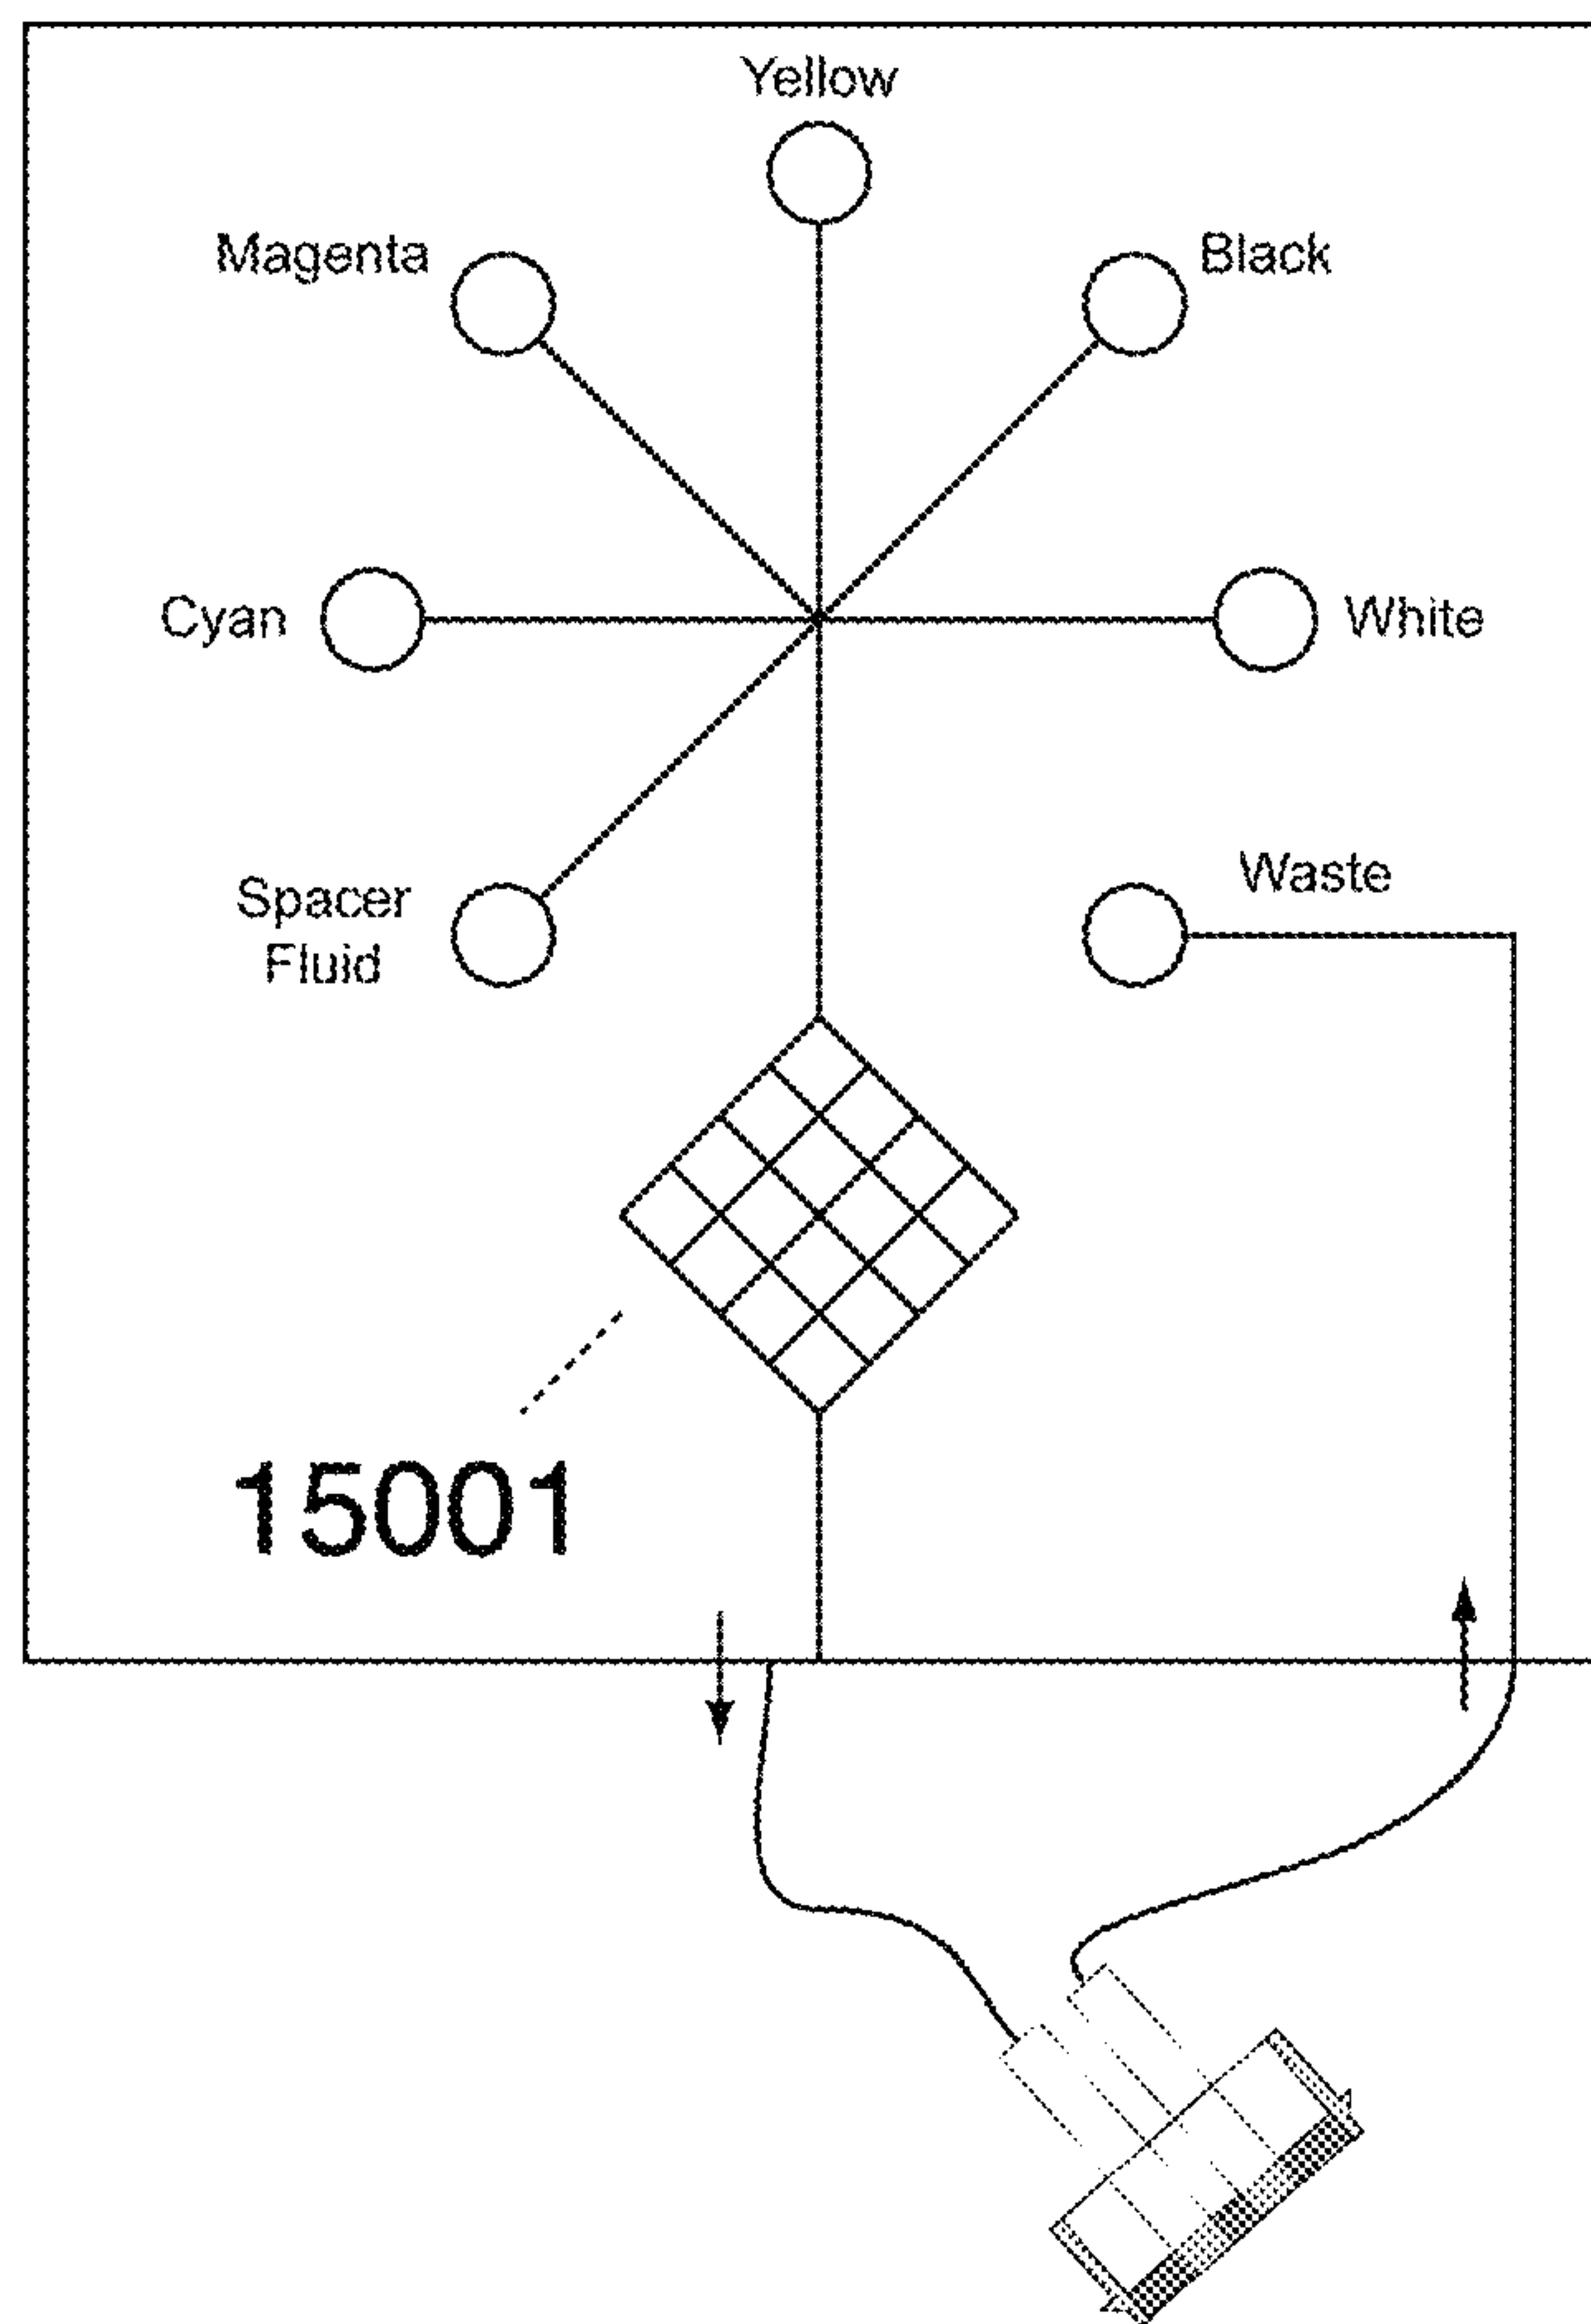 Yellow
Magenta
Black
Cyan
White
Spacer
Fluid
Waste
15001